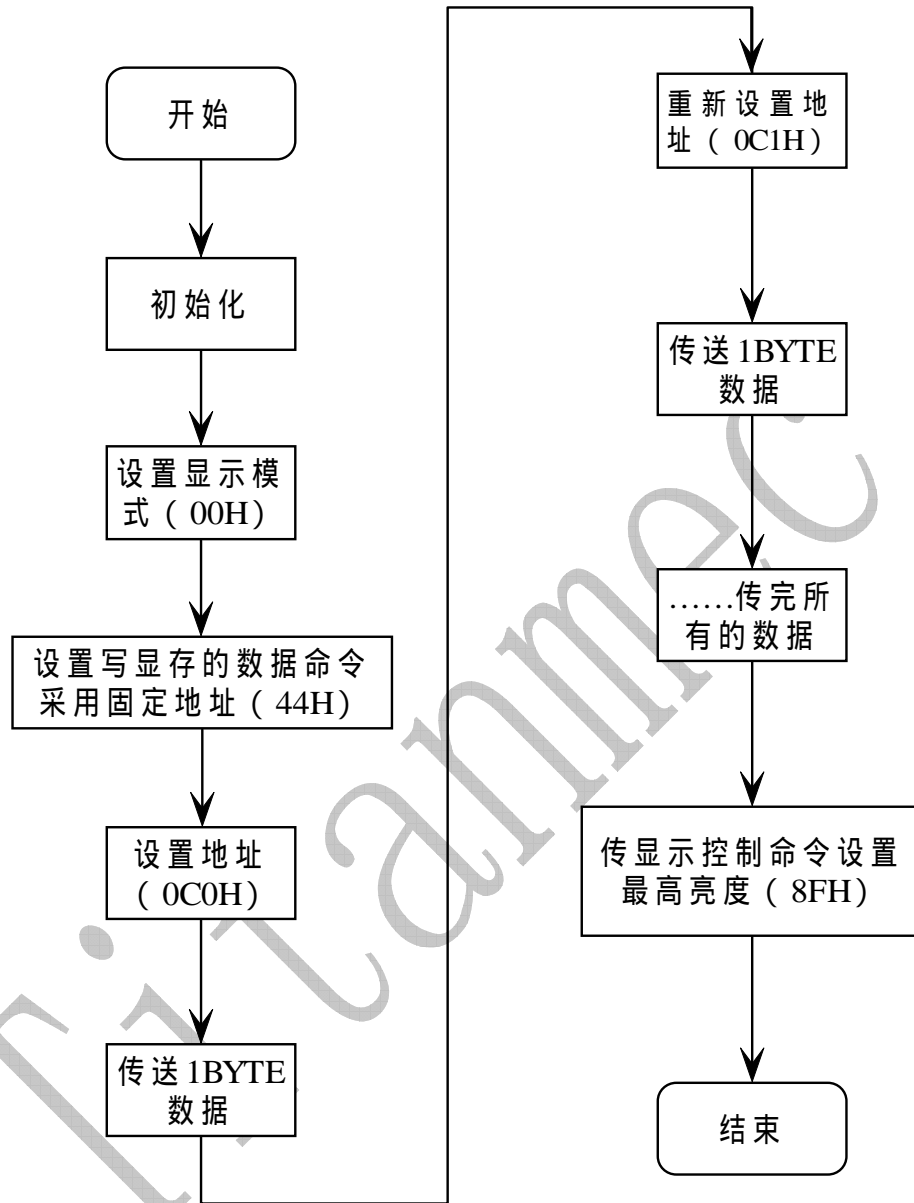 开始
初始化
设置显示模
式（00H）
设置写显存的数据命令
采用固定地址（44H）
设置地址
（0C0H）
传送1BYTE
数据
重新设置地
址（0C1H）
传送1BYTE
数据
……传完所
有的数据
传显示控制命令设置
最高亮度（8FH）
结束
Titanmec